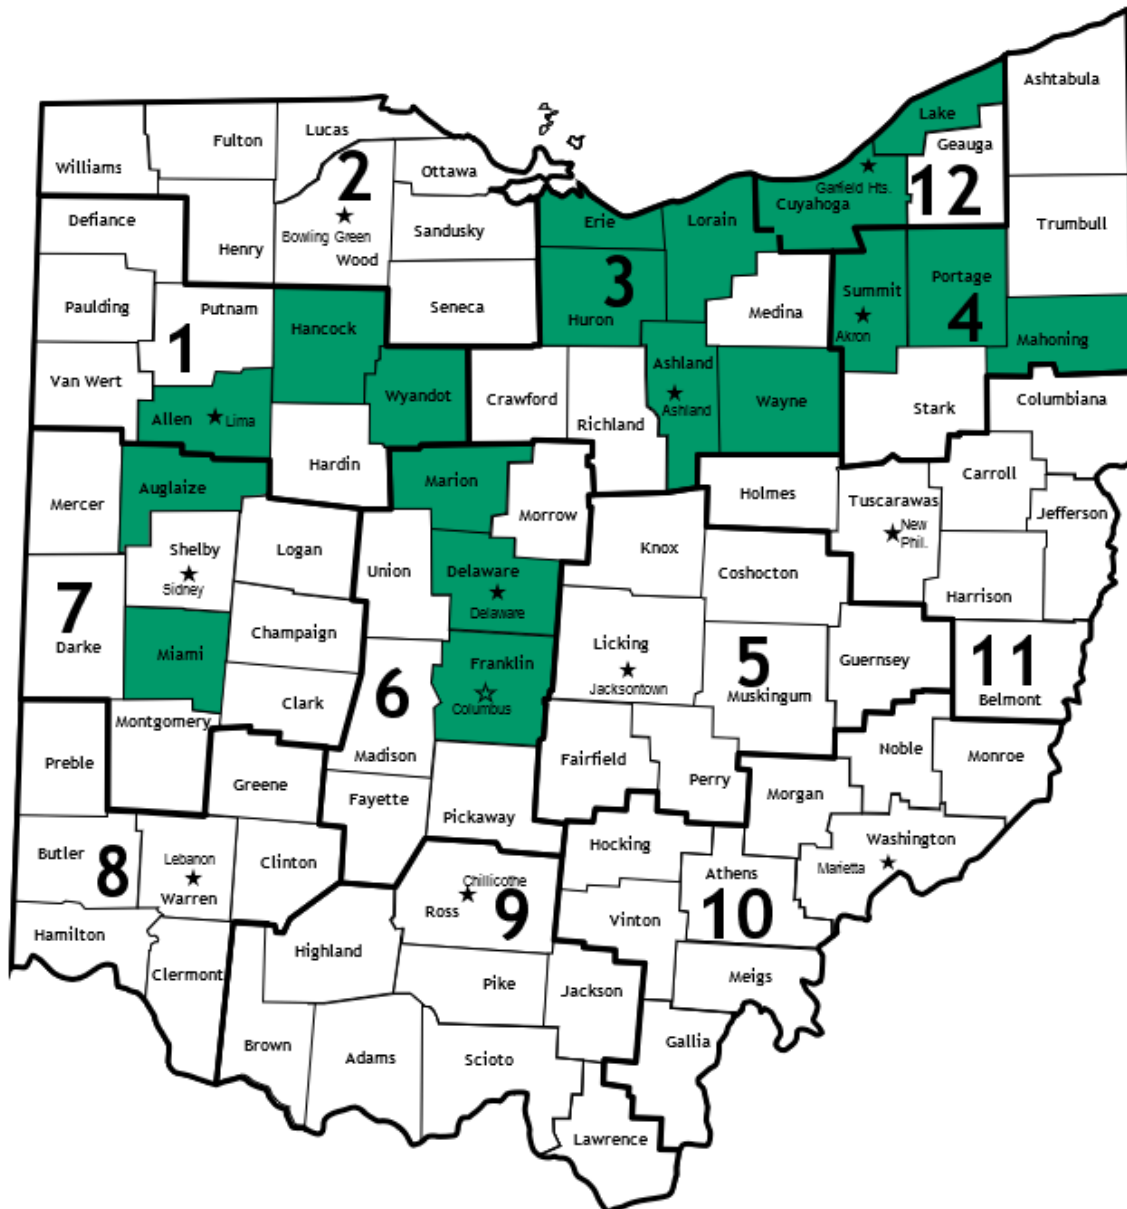 Ashtabula
Lake
Geauga
12
Garfield Hts.
Cuyahoga
Trumbull
Williams
Fulton
Lucas
2
Ottawa
Bowling Green
Wood
Henry
Sandusky
Seneca
Defiance
Paulding
Putnam
1
Van Wert
Allen
Lima
Hancock
Wyandot
Hardin
Erie
Lorain
3
Huron
Medina
Crawford
Richland
Ashland
Ashland
Wayne
Summit
Akron
Portage
4
Mahoning
Stark
Columbiana
Mercer
Auglaize
Shelby
Sidney
Logan
7
Darke
Miami
Champaign
Clark
Montgomery
Marion
Morrow
Union
Delaware
Delaware
Franklin
Columbus
6
Madison
Fayette
Pickaway
Holmes
Knox
Coshocton
Licking
Jacksontown
5
Muskingum
Guernsey
Fairfield
Perry
Tuscarawas
New
Phil.
Carroll
Jefferson
Harrison
11
Belmont
Preble
Greene
Butler
8
Lebanon
Warren
Clinton
Hamilton
Clermont
Chillicothe
Ross
9
Highland
Pike
Jackson
Brown
Adams
Scioto
Lawrence
Noble
Monroe
Morgan
Washington
Marietta
Hocking
Athens
10
Vinton
Meigs
Gallia